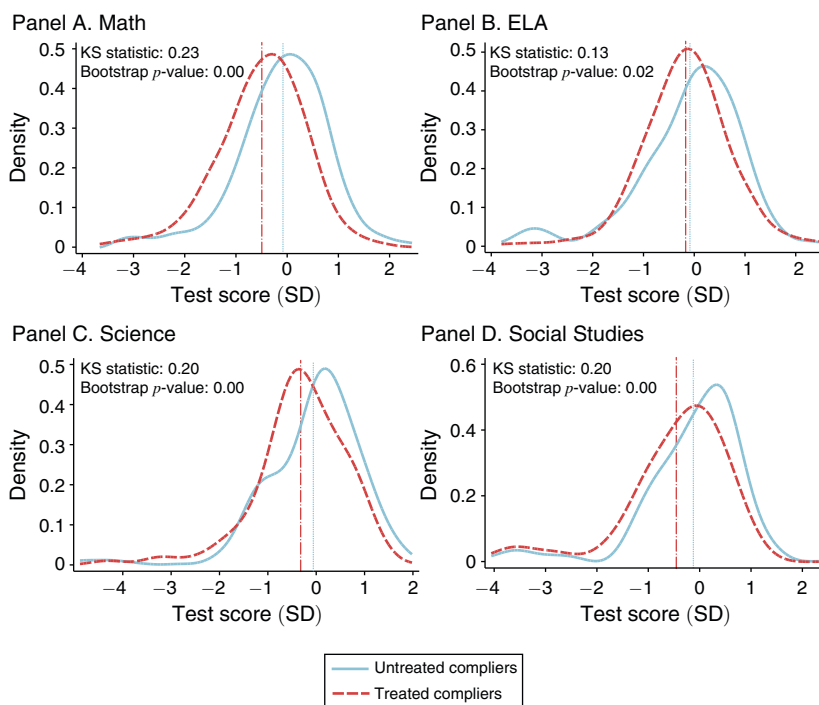 Panel A. Math
KS statistic: 0.23
Bootstrap p-value: 0.00
Density
0.5
0.4
0.3
0.2
0.1
0
−4 −3 −2 −1 0 1 2
Test score (SD)
Panel B. ELA
KS statistic: 0.13
Bootstrap p-value: 0.02
Density
0.5
0.4
0.3
0.2
0.1
0
−4 −3 −2 −1 0 1 2
Test score (SD)
Panel C. Science
KS statistic: 0.20
Bootstrap p-value: 0.00
Density
0.5
0.4
0.3
0.2
0.1
0
−4 −3 −2 −1 0 1 2
Test score (SD)
Panel D. Social Studies
KS statistic: 0.20
Bootstrap p-value: 0.00
Density
0.6
0.4
0.2
0
−4 −3 −2 −1 0 1 2
Test score (SD)
Untreated compliers
Treated compliers